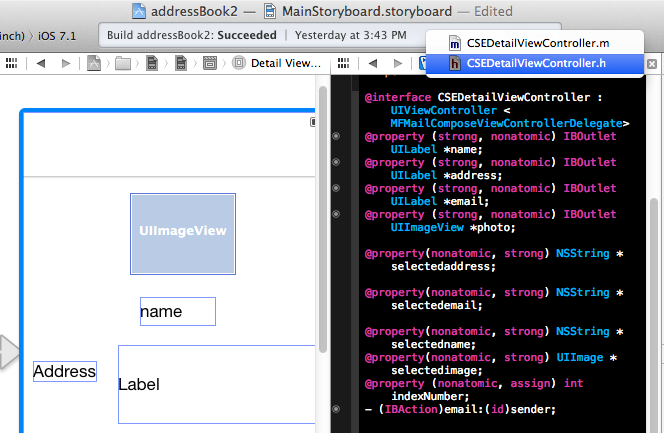 addressBook2 — MainStoryboard.storyboard — Edited
inch) › iOS 7.1
Build addressBook2: Succeeded | Yesterday at 3:43 PM
CSEDetailViewController.m
CSEDetailViewController.h
Detail View...
@interface CSEDetailViewController :
UIViewController <
MFMailComposeViewControllerDelegate>
@property (strong, nonatomic) IBOutlet
UILabel *name;
@property (strong, nonatomic) IBOutlet
UILabel *address;
@property (strong, nonatomic) IBOutlet
UILabel *email;
@property (strong, nonatomic) IBOutlet
UIImageView *photo;
@property(nonatomic, strong) NSString *
selectedaddress;
@property(nonatomic, strong) NSString *
selectedemail;
@property(nonatomic, strong) NSString *
selectedname;
@property(nonatomic, strong) UIImage *
selectedimage;
@property (nonatomic, assign) int
indexNumber;
- (IBAction)email:(id)sender;
UIImageView
name
Address
Label